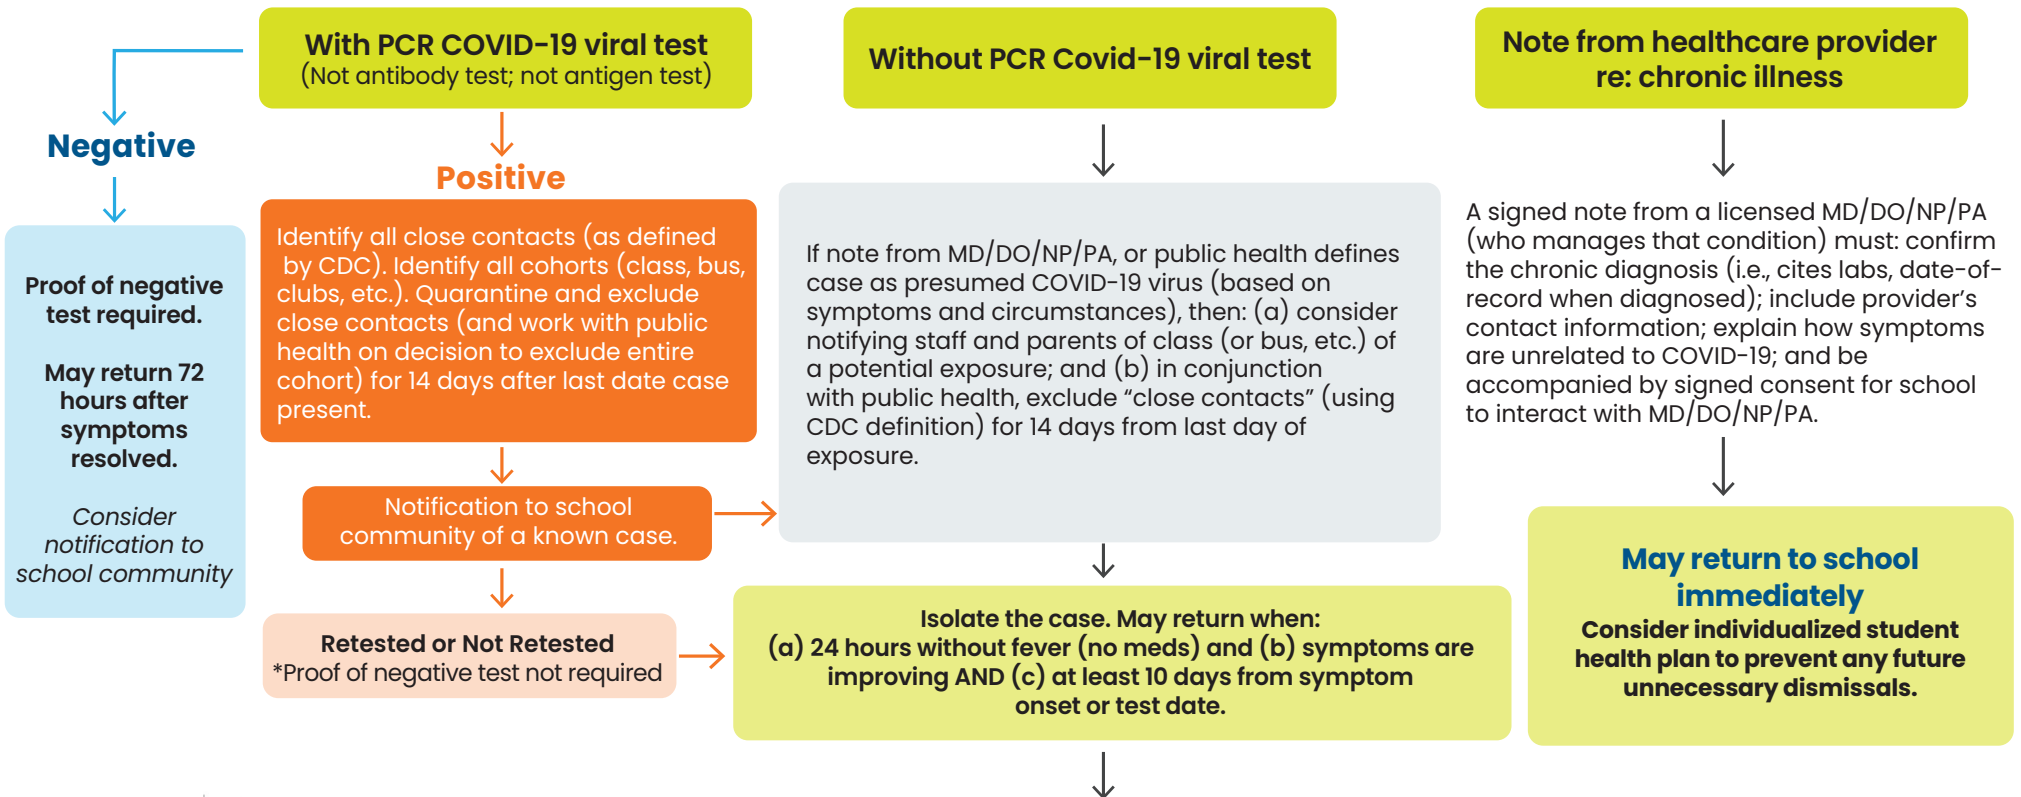 With PCR COVID-19 viral test
(Not antibody test; not antigen test)
Negative
Proof of negative
test required.
May return 72
hours after
symptoms
resolved.
Consider
notification to
school community
Positive
Identify all close contacts (as defined
by CDC). Identify all cohorts (class, bus,
clubs, etc.). Quarantine and exclude
close contacts (and work with public
health on decision to exclude entire
cohort) for 14 days after last date case
present.
Notification to school
community of a known case.
Retested or Not Retested
*Proof of negative test not required
Without PCR Covid-19 viral test
If note from MD/DO/NP/PA, or public health defines
case as presumed COVID-19 virus (based on
symptoms and circumstances), then: (a) consider
notifying staff and parents of class (or bus, etc.) of
a potential exposure; and (b) in conjunction
with public health, exclude “close contacts” (using
CDC definition) for 14 days from last day of
exposure.
Isolate the case. May return when:
(a) 24 hours without fever (no meds) and (b) symptoms are
improving AND (c) at least 10 days from symptom
onset or test date.
Note from healthcare provider
re: chronic illness
A signed note from a licensed MD/DO/NP/PA
(who manages that condition) must: confirm
the chronic diagnosis (i.e., cites labs, date-of-
record when diagnosed); include provider’s
contact information; explain how symptoms
are unrelated to COVID-19; and be
accompanied by signed consent for school
to interact with MD/DO/NP/PA.
May return to school
immediately
Consider individualized student
health plan to prevent any future
unnecessary dismissals.